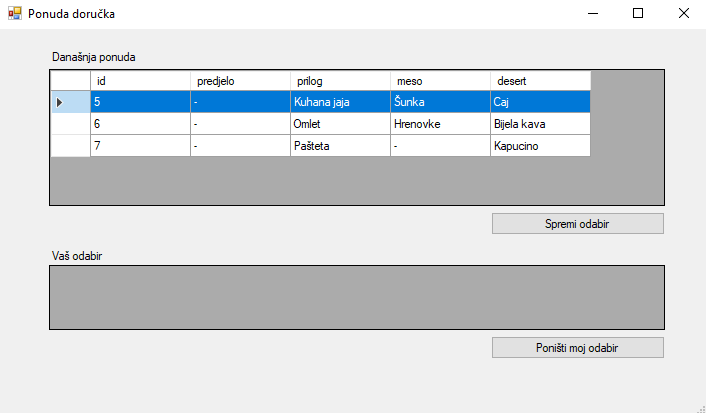 Ponuda doručka
Današnja ponuda
id predjelo prilog meso desert
5 - Kuhana jaja Šunka Čaj
6 - Omlet Hrenovke Bijela kava
7 - Pašteta - Kapucino
Spremi odabir
Vaš odabir
Poništi moj odabir